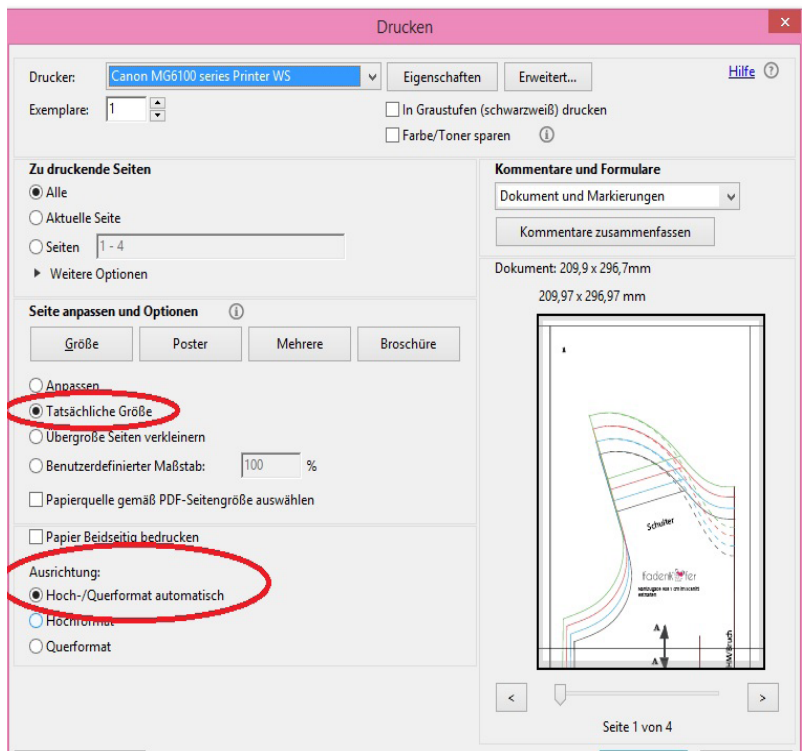 Drucken
x
Drucker: Canon MG6100 series Printer WS Eigenschaften Erweitert... Hilfe ?
Exemplare: 1 In Graustufen (schwarzweiß) drucken
Farbe/Toner sparen i
Zu druckende Seiten
Alle
Aktuelle Seite
Seiten 1 - 4
Weitere Optionen
Seite anpassen und Optionen i
Größe Poster Mehrere Broschüre
Anpassen
Tatsächliche Größe
Übergroße Seiten verkleinern
Benutzerdefinierter Maßstab: 100 %
Papierquelle gemäß PDF-Seitengröße auswählen
Papier Beidseitig bedrucken
Ausrichtung:
Hoch-/Querformat automatisch
Hochformat
Querformat
Kommentare und Formulare
Dokument und Markierungen
Kommentare zusammenfassen
Dokument: 209,9 x 296,7mm
209,97 x 296,97 mm
Schulter
A
A
< >
Seite 1 von 4